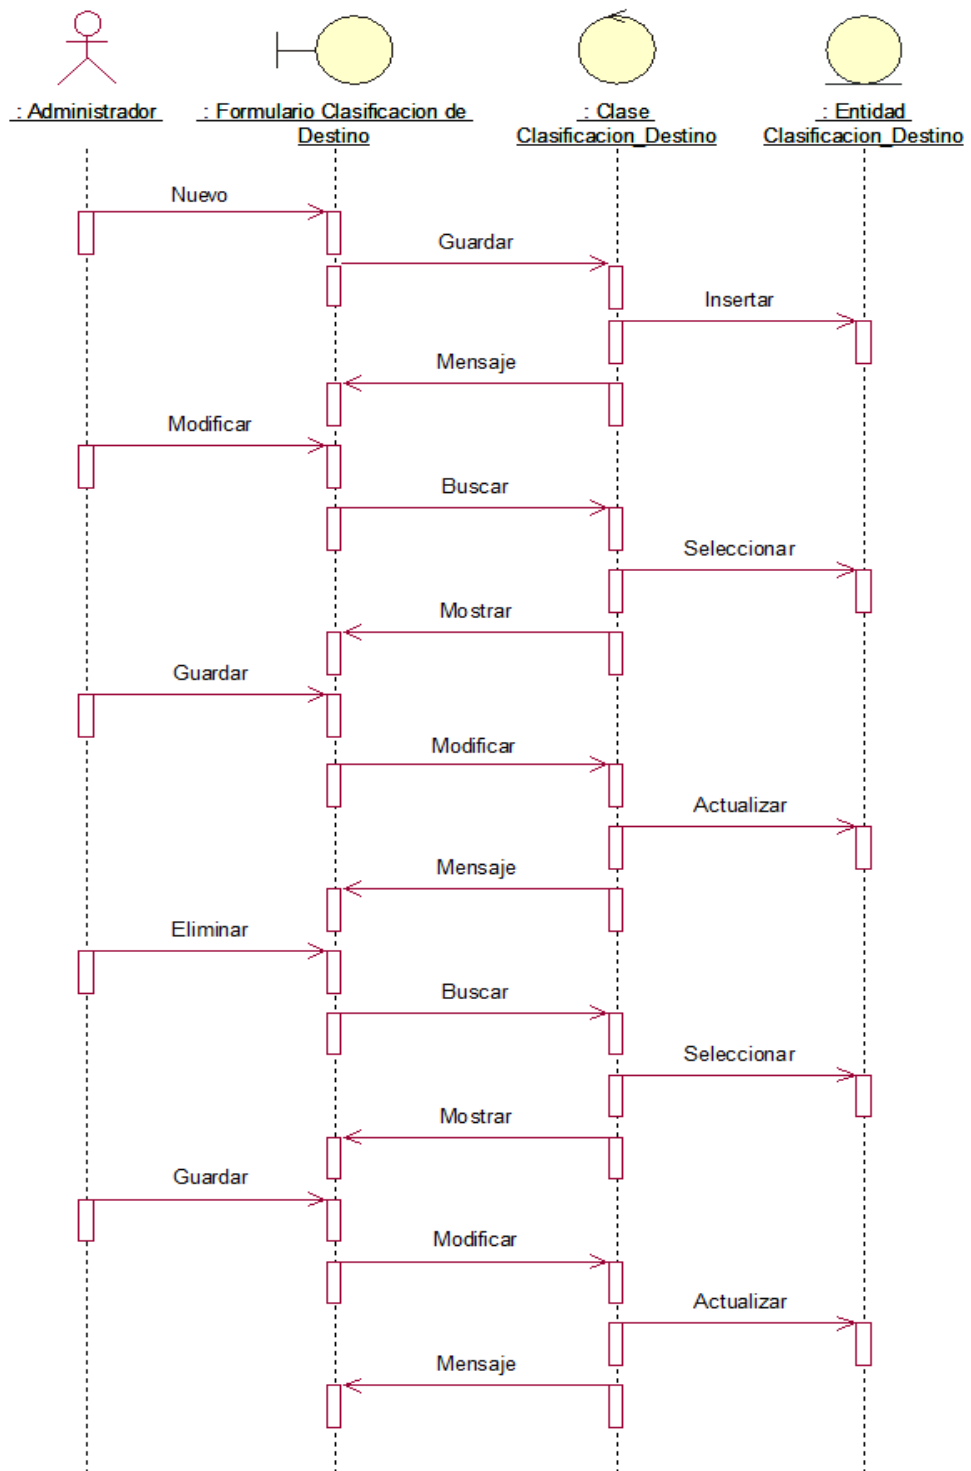 : Administrador
: Formulario Clasificacion de
Destino
: Clase
Clasificacion_Destino
: Entidad
Clasificacion_Destino
Nuevo
Guardar
Insertar
Mensaje
Modificar
Buscar
Seleccionar
Mostrar
Guardar
Modificar
Actualizar
Mensaje
Eliminar
Buscar
Seleccionar
Mostrar
Guardar
Modificar
Actualizar
Mensaje